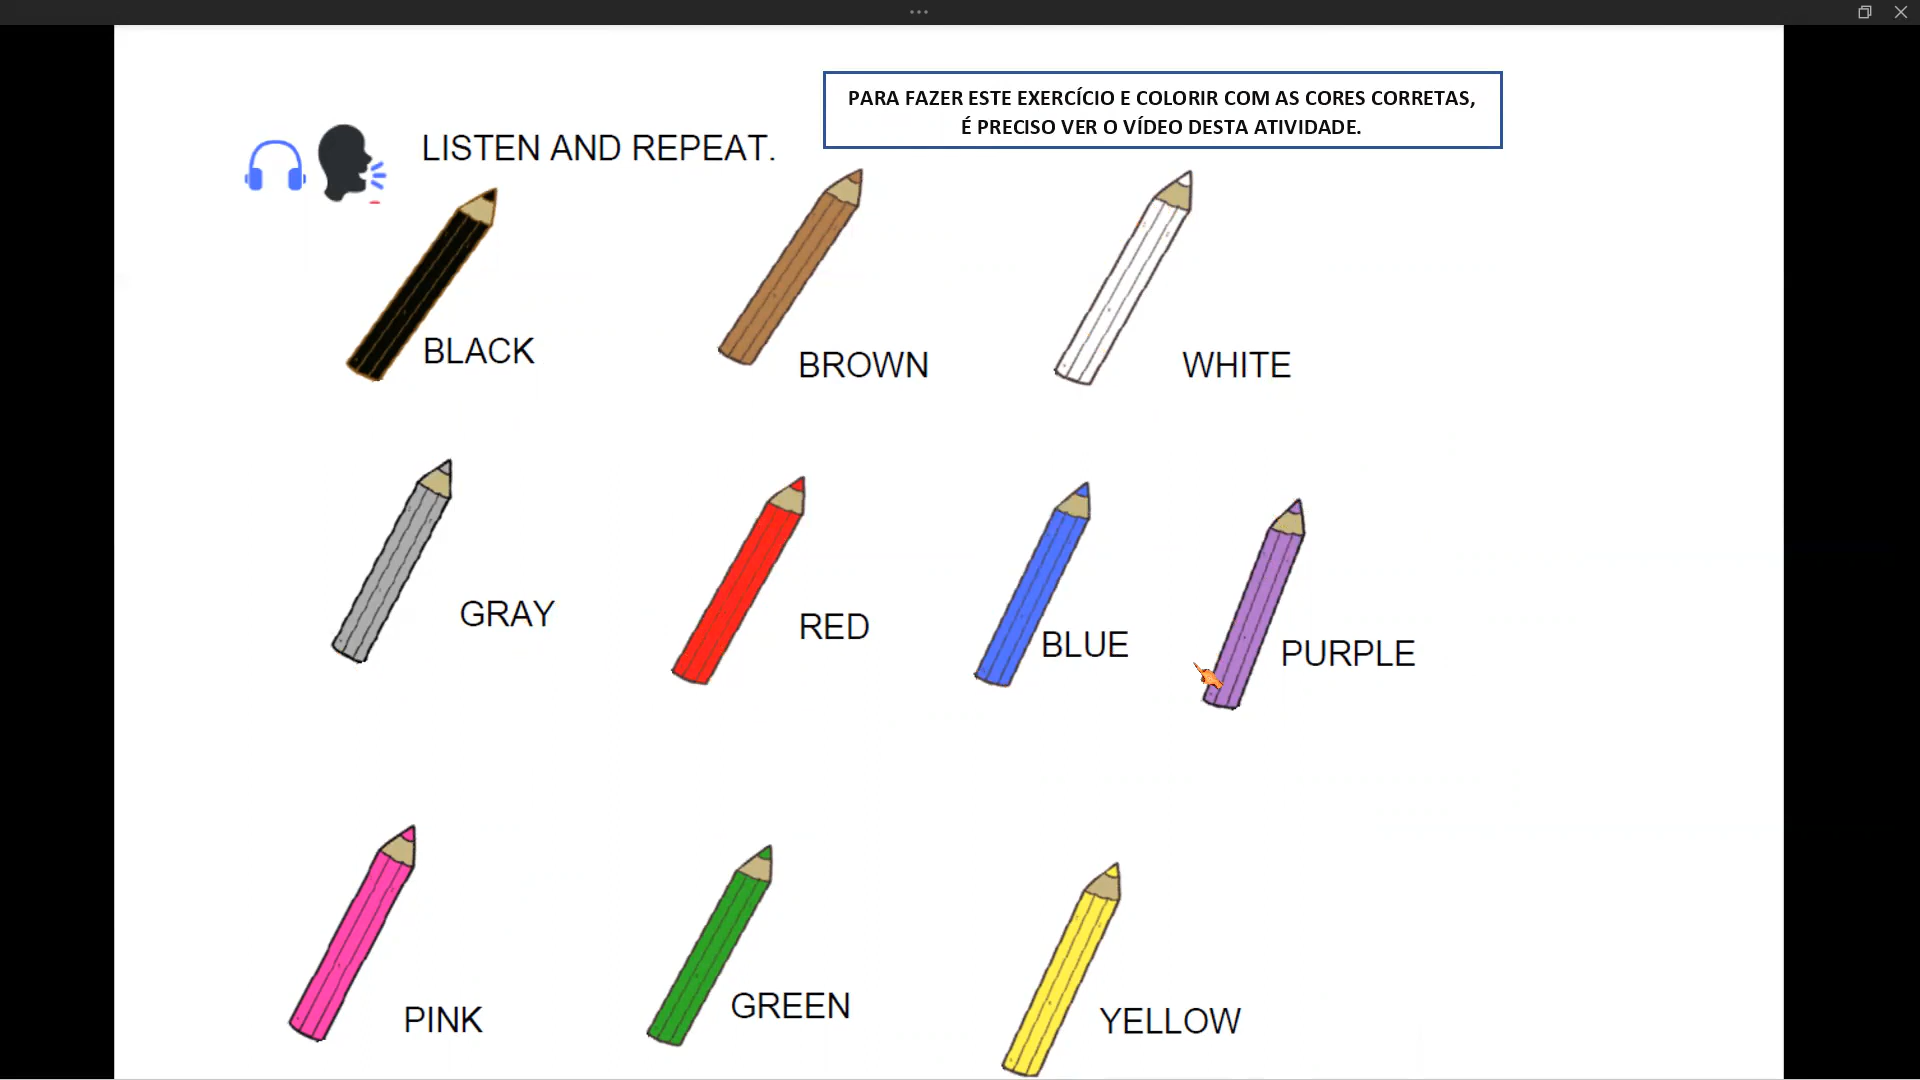 PARA FAZER ESTE EXERCÍCIO E COLORIR COM AS CORES CORRETAS,
É PRECISO VER O VÍDEO DESTA ATIVIDADE.
LISTEN AND REPEAT.
BLACK
BROWN
WHITE
GRAY
RED
BLUE
PURPLE
PINK
GREEN
YELLOW